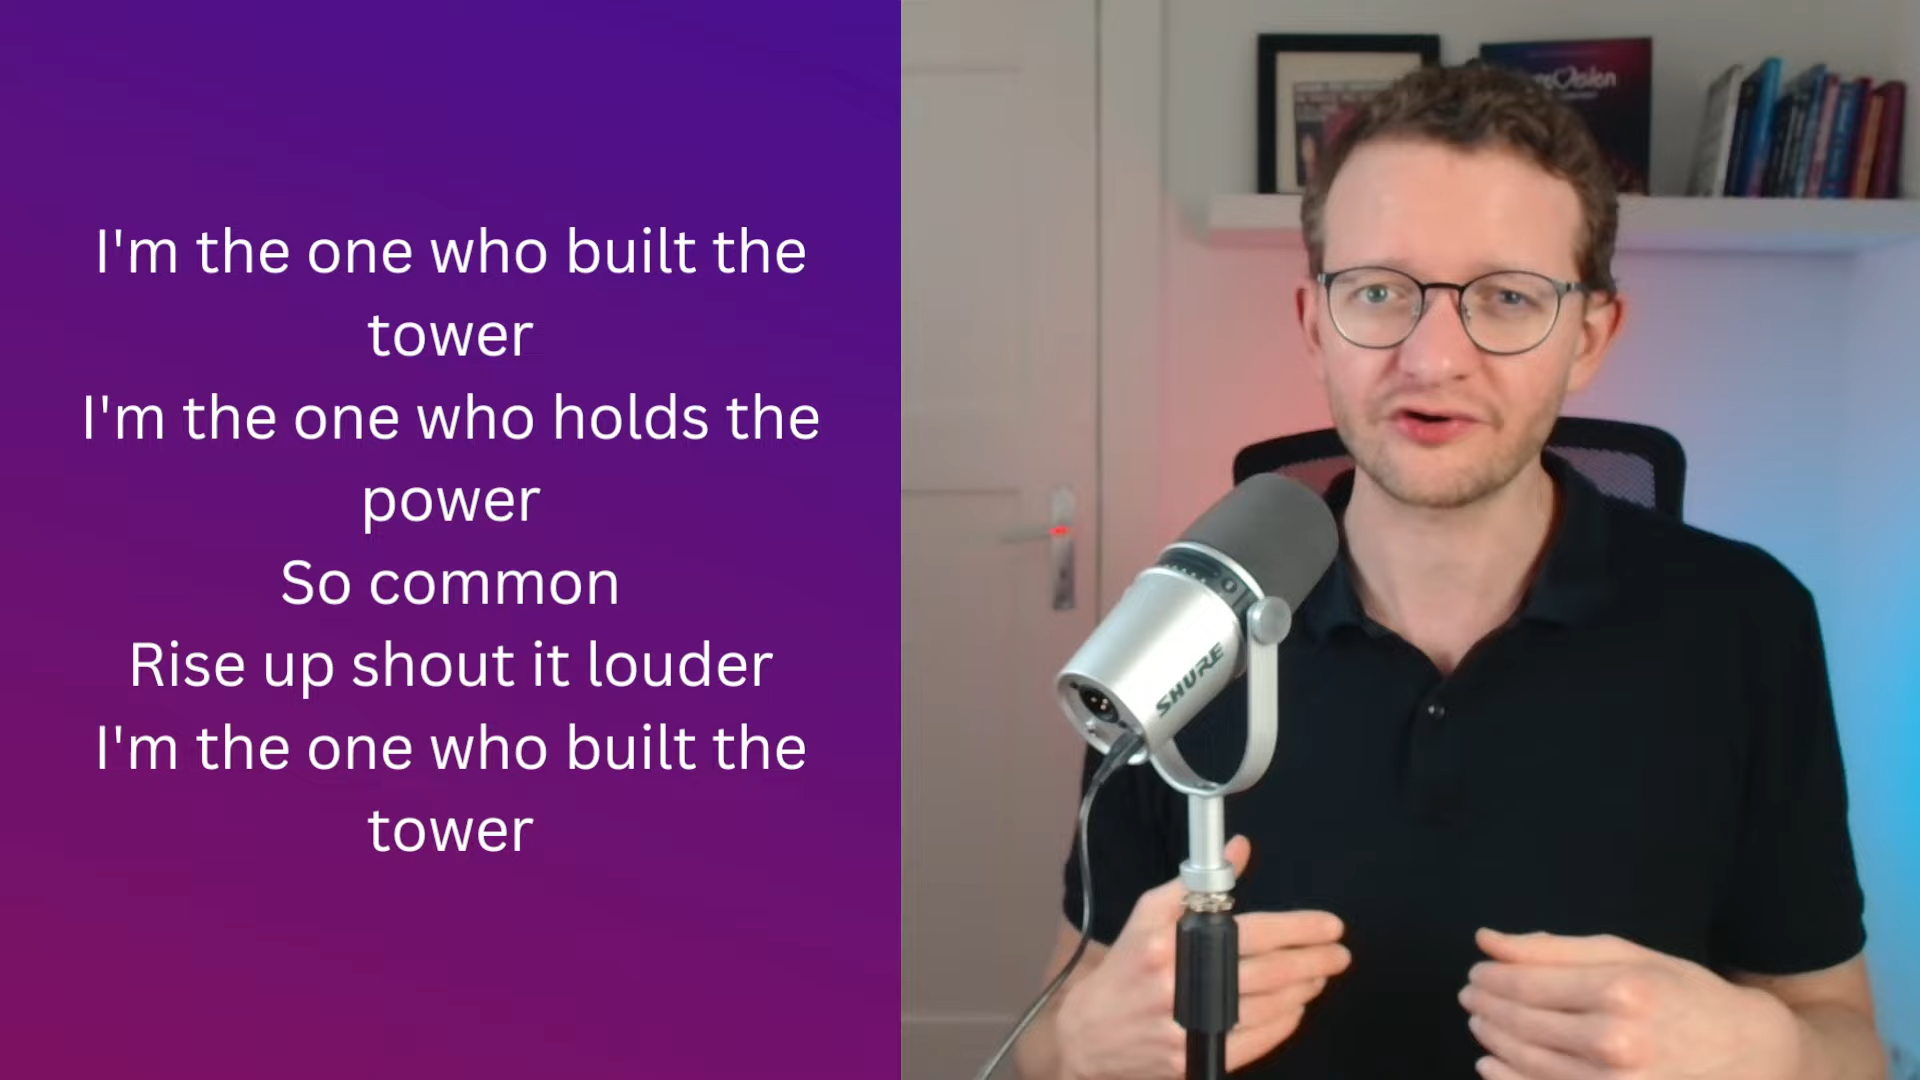 I'm the one who built the
tower
I'm the one who holds the
power
So common
Rise up shout it louder
I'm the one who built the
tower
SHURE